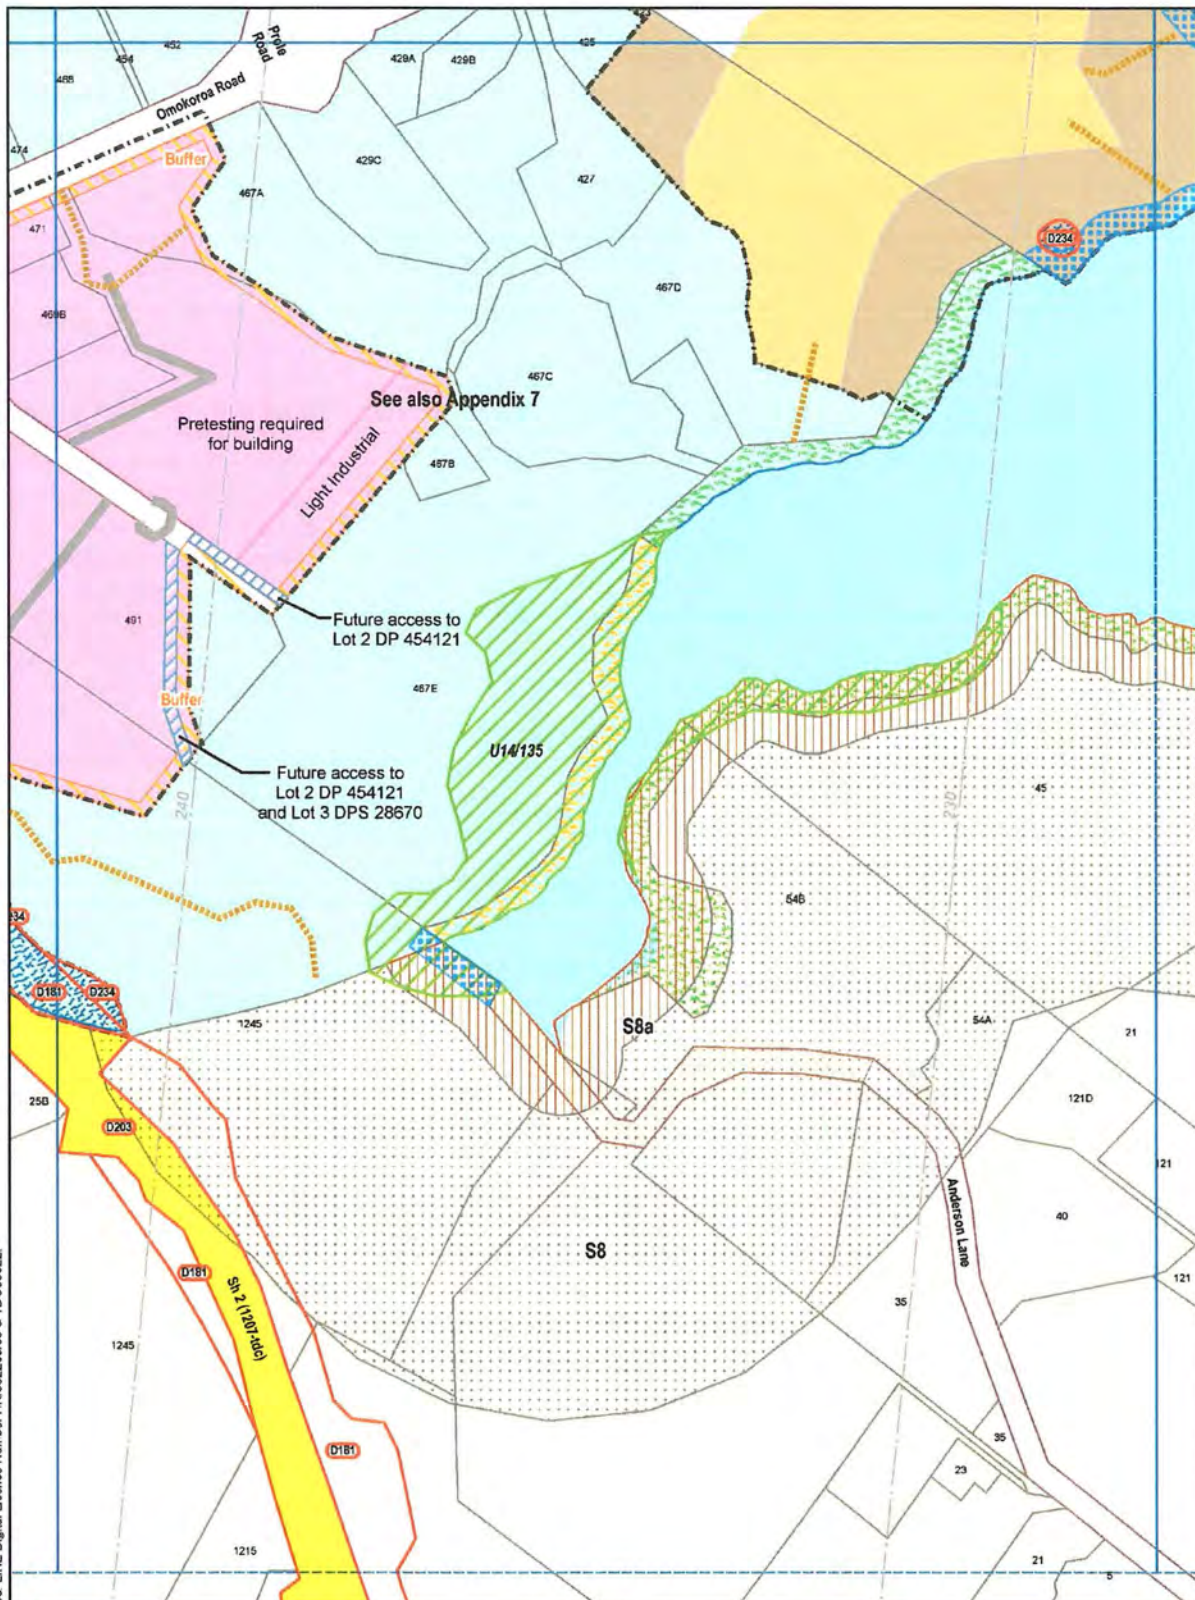 423
Prole
Road
452
454
468
Omokoroa Road
429A
429B
425
474
Buffer
429C
427
467A
471
D234
467D
469B
467C
See also Appendix 7
Pretesting required
for building
Light Industrial
467B
491
Future access to
Lot 2 DP 454121
467E
Buffer
U14/135
Future access to
Lot 2 DP 454121
and Lot 3 DPS 28670
240
230
45
54B
D181
D234
1245
S8a
54A
21
25B
D203
121D
121
Anderson Lane
40
S8
D181
121
Sh 2 (1207-tdc)
35
1245
35
D181
23
1215
21
5